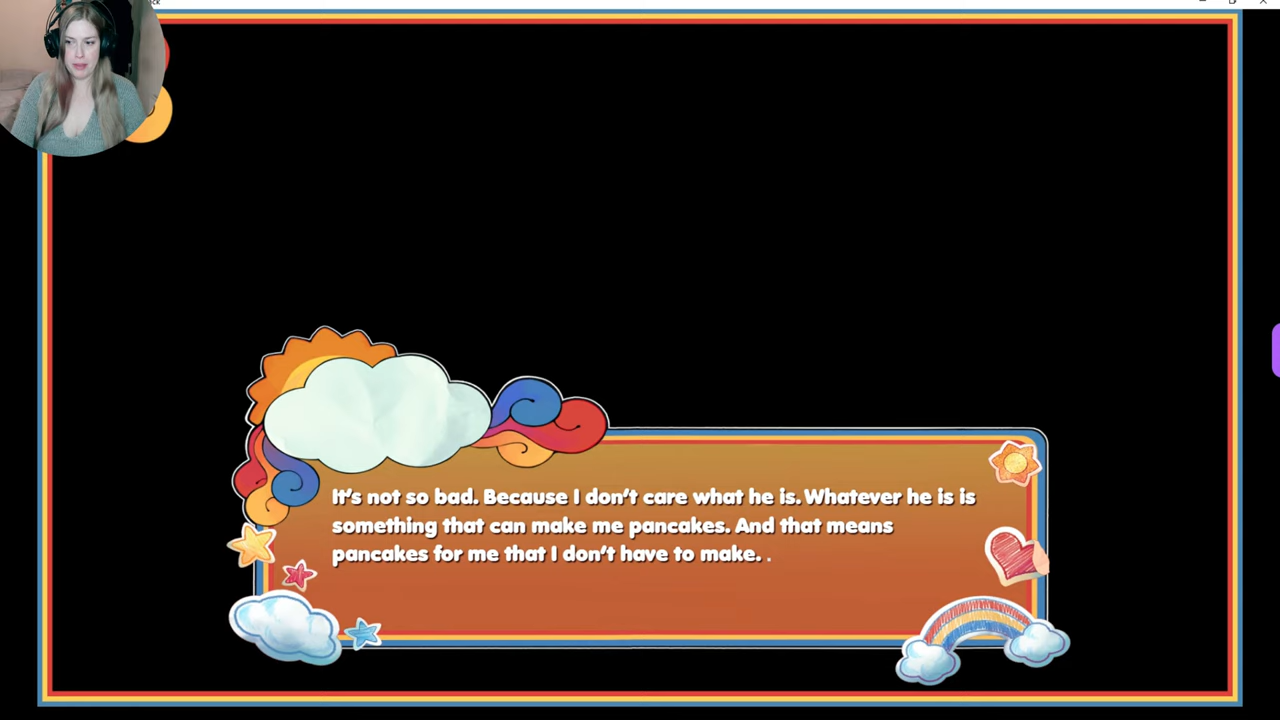 It's not so bad. Because I don't care what he is. Whatever he is is
something that can make me pancakes. And that means
pancakes for me that I don't have to make. .